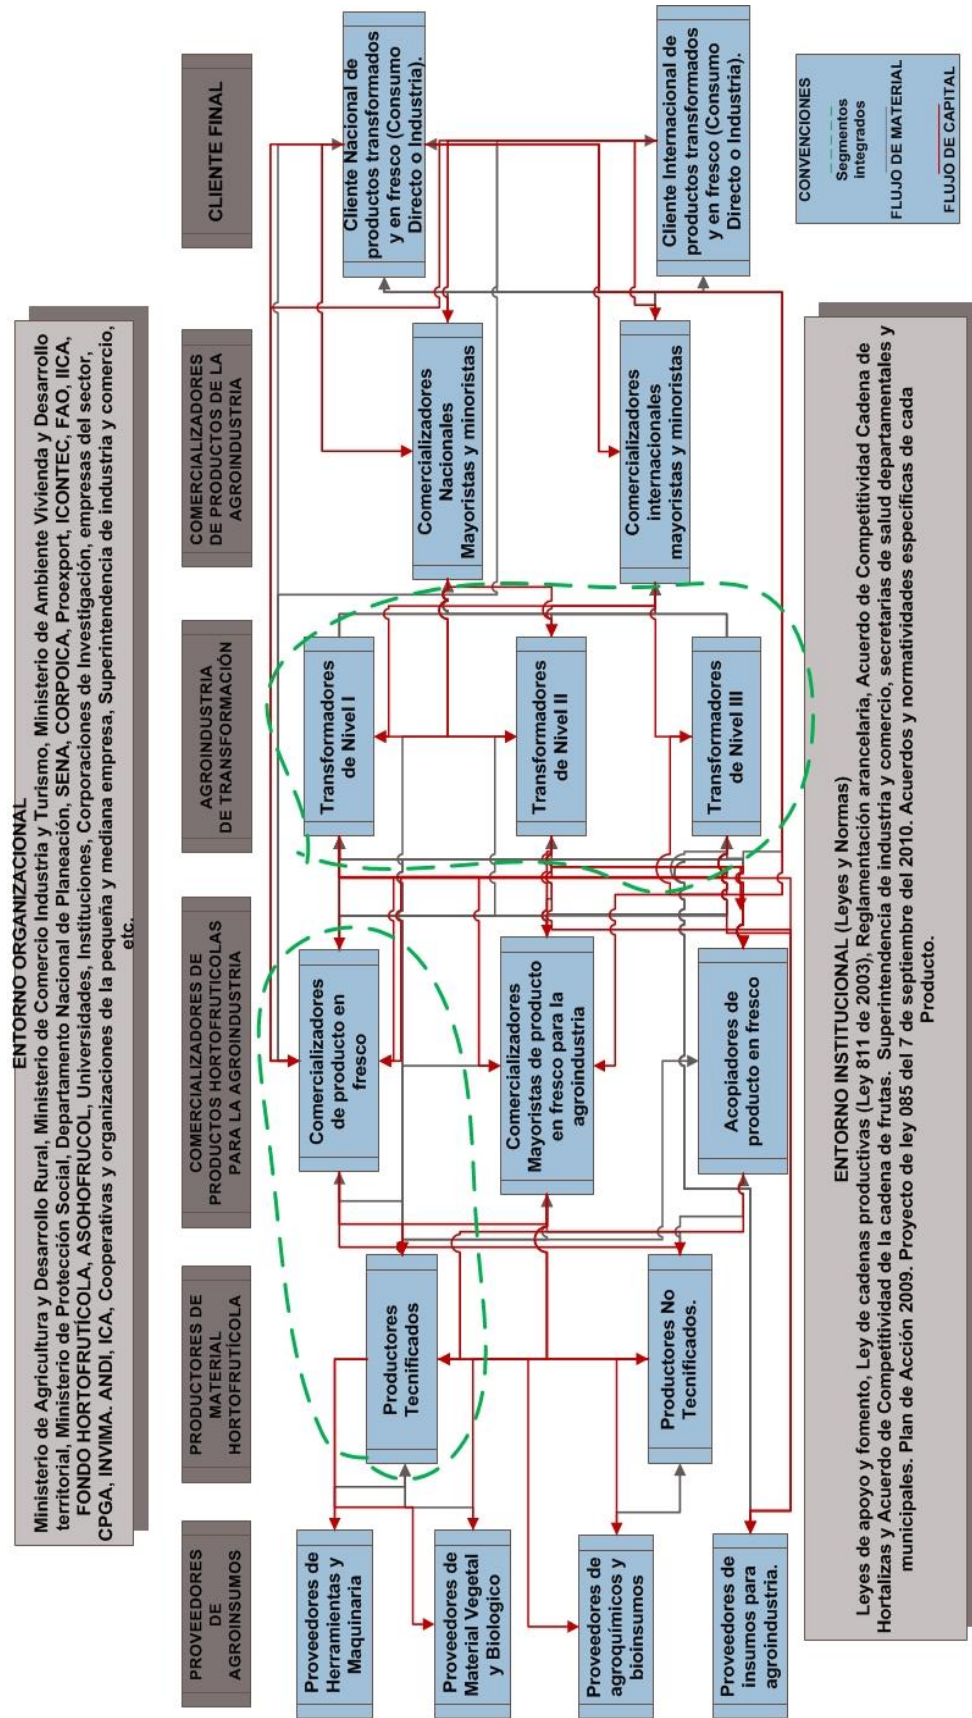 ENTORNO ORGANIZACIONAL
Ministerio de Agricultura y Desarrollo Rural, Ministerio de Comercio Industria y Turismo, Ministerio de Ambiente Vivienda y Desarrollo
territorial, Ministerio de Protección Social, Departamento Nacional de Planeación, SENA, CORPOICA, Proexport, ICONTEC, FAO, IICA,
FONDO HORTOFRUTÍCOLA, ASOHOFRUCOL, Universidades, Instituciones, Corporaciones de Investigación, empresas del sector,
CPGA, INVIMA. ANDI, ICA, Cooperativas y organizaciones de la pequeña y mediana empresa, Superintendencia de industria y comercio,
etc.
PROVEEDORES
DE
AGROINSUMOS
PRODUCTORES DE
MATERIAL
HORTOFRUTÍCOLA
COMERCIALIZADORES DE
PRODUCTOS HORTOFRUTICOLAS
PARA LA AGROINDUSTRIA
AGROINDUSTRIA
DE TRANSFORMACIÓN
COMERCIALIZADORES
DE PRODUCTOS DE LA
AGROINDUSTRIA
CLIENTE FINAL
Proveedores de
Herramientas y
Maquinaria
Proveedores de
Material Vegetal
y Biologico
Proveedores de
agroquímicos y
bioinsumos
Proveedores de
insumos para
agroindustria.
Productores
Tecnificados
Productores No
Tecnificados.
Comercializadores
de producto en
fresco
Comercializadores
Mayoristas de producto
en fresco para la
agroindustria
Acopiadores de
producto en fresco
Transformadores
de Nivel I
Transformadores
de Nivel II
Transformadores
de Nivel III
Comercializadores
Nacionales
Mayoristas y minoristas
Comercializadores
internacionales
mayoristas y minoristas
Cliente Nacional de
productos transformados
y en fresco (Consumo
Directo o Industria).
Cliente Internacional de
productos transformados
y en fresco (Consumo
Directo o Industria).
CONVENCIONES
Segmentos
integrados
FLUJO DE MATERIAL
FLUJO DE CAPITAL
ENTORNO INSTITUCIONAL (Leyes y Normas)
Leyes de apoyo y fomento, Ley de cadenas productivas (Ley 811 de 2003), Reglamentación arancelaria, Acuerdo de Competitividad Cadena de
Hortalizas y Acuerdo de Competitividad de la cadena de frutas. Superintendencia de industria y comercio, secretarias de salud departamentales y
municipales. Plan de Acción 2009. Proyecto de ley 085 del 7 de septiembre del 2010. Acuerdos y normatividades específicas de cada
Producto.